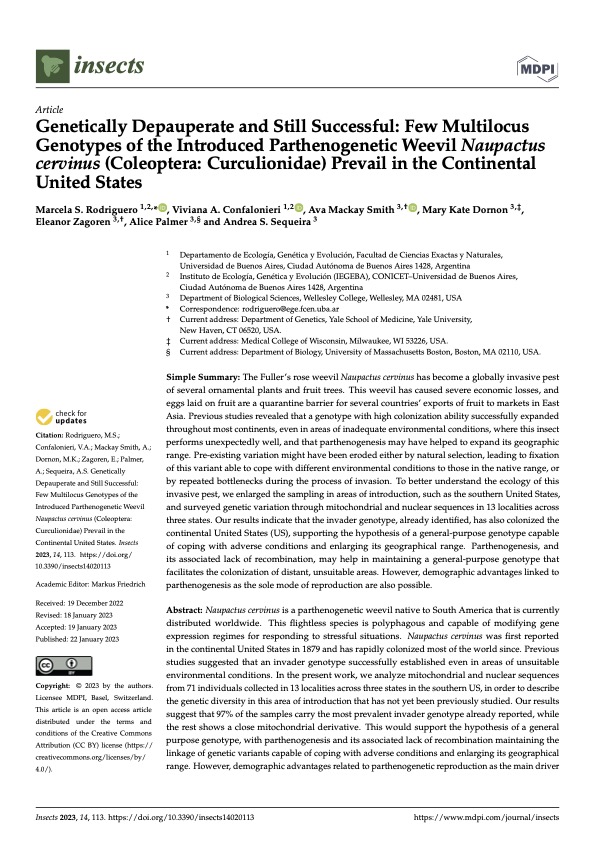 insects
MDPI
Article
Genetically Depauperate and Still Successful: Few Multilocus
Genotypes of the Introduced Parthenogenetic Weevil Naupactus
cervinus (Coleoptera: Curculionidae) Prevail in the Continental
United States
Marcela S. Rodriguero 1,2,*, Viviana A. Confalonieri 1,2, Ava Mackay Smith 3,†, Mary Kate Dornon 3,‡,
Eleanor Zagoren 3,†, Alice Palmer 3,§ and Andrea S. Sequeira 3
1 Departamento de Ecología, Genética y Evolución, Facultad de Ciencias Exactas y Naturales,
Universidad de Buenos Aires, Ciudad Autónoma de Buenos Aires 1428, Argentina
2 Instituto de Ecología, Genética y Evolución (IEGEBA), CONICET–Universidad de Buenos Aires,
Ciudad Autónoma de Buenos Aires 1428, Argentina
3 Department of Biological Sciences, Wellesley College, Wellesley, MA 02481, USA
* Correspondence: rodriguero@ege.fcen.uba.ar
† Current address: Department of Genetics, Yale School of Medicine, Yale University,
New Haven, CT 06520, USA.
‡ Current address: Medical College of Wisconsin, Milwaukee, WI 53226, USA.
§ Current address: Department of Biology, University of Massachusetts Boston, Boston, MA 02110, USA.
Simple Summary: The Fuller's rose weevil Naupactus cervinus has become a globally invasive pest
of several ornamental plants and fruit trees. This weevil has caused severe economic losses, and
eggs laid on fruit are a quarantine barrier for several countries' exports of fruit to markets in East
Asia. Previous studies revealed that a genotype with high colonization ability successfully expanded
throughout most continents, even in areas of inadequate environmental conditions, where this insect
performs unexpectedly well, and that parthenogenesis may have helped to expand its geographic
range. Pre-existing variation might have been eroded either by natural selection, leading to fixation
of this variant able to cope with different environmental conditions to those in the native range, or
by repeated bottlenecks during the process of invasion. To better understand the ecology of this
invasive pest, we enlarged the sampling in areas of introduction, such as the southern United States,
and surveyed genetic variation through mitochondrial and nuclear sequences in 13 localities across
three states. Our results indicate that the invader genotype, already identified, has also colonized the
continental United States (US), supporting the hypothesis of a general-purpose genotype capable
of coping with adverse conditions and enlarging its geographical range. Parthenogenesis, and
its associated lack of recombination, may help in maintaining a general-purpose genotype that
facilitates the colonization of distant, unsuitable areas. However, demographic advantages linked to
parthenogenesis as the sole mode of reproduction are also possible.
Abstract: Naupactus cervinus is a parthenogenetic weevil native to South America that is currently
distributed worldwide. This flightless species is polyphagous and capable of modifying gene
expression regimes for responding to stressful situations. Naupactus cervinus was first reported
in the continental United States in 1879 and has rapidly colonized most of the world since. Previous
studies suggested that an invader genotype successfully established even in areas of unsuitable
environmental conditions. In the present work, we analyze mitochondrial and nuclear sequences
from 71 individuals collected in 13 localities across three states in the southern US, in order to describe
the genetic diversity in this area of introduction that has not yet been previously studied. Our results
suggest that 97% of the samples carry the most prevalent invader genotype already reported, while
the rest shows a close mitochondrial derivative. This would support the hypothesis of a general
purpose genotype, with parthenogenesis and its associated lack of recombination maintaining the
linkage of genetic variants capable of coping with adverse conditions and enlarging its geographical
range. However, demographic advantages related to parthenogenetic reproduction as the main driver
check for
updates
Citation: Rodriguero, M.S.;
Confalonieri, V.A.; Mackay Smith, A.;
Dornon, M.K.; Zagoren, E.; Palmer,
A.; Sequeira, A.S. Genetically
Depauperate and Still Successful:
Few Multilocus Genotypes of the
Introduced Parthenogenetic Weevil
Naupactus cervinus (Coleoptera:
Curculionidae) Prevail in the
Continental United States. Insects
2023, 14, 113. https://doi.org/
10.3390/insects14020113
Academic Editor: Markus Friedrich
Received: 19 December 2022
Revised: 18 January 2023
Accepted: 19 January 2023
Published: 22 January 2023
CC BY
Copyright: © 2023 by the authors.
Licensee MDPI, Basel, Switzerland.
This article is an open access article
distributed under the terms and
conditions of the Creative Commons
Attribution (CC BY) license (https://
creativecommons.org/licenses/by/
4.0/).
Insects 2023, 14, 113. https://doi.org/10.3390/insects14020113
https://www.mdpi.com/journal/insects